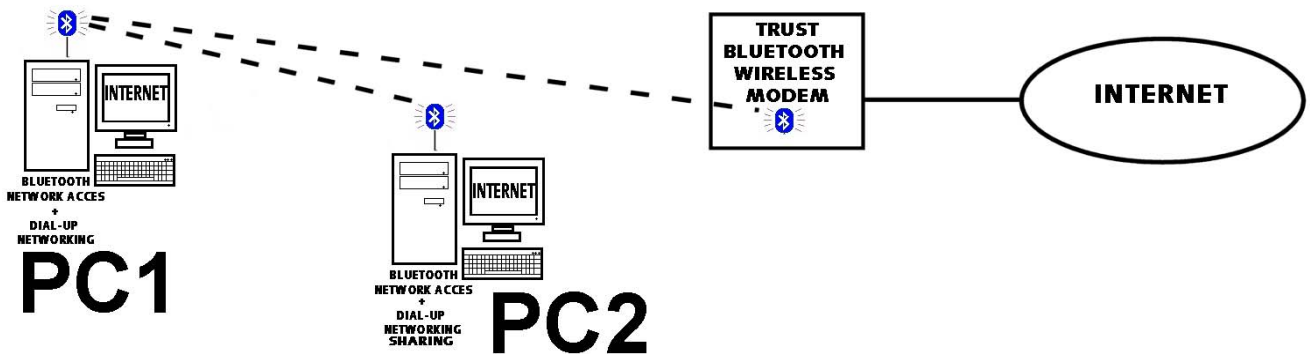 INTERNET
BLUETOOTH
NETWORK ACCES
+
DIAL-UP
NETWORKING
PC1
INTERNET
BLUETOOTH
NETWORK ACCES
+
DIAL-UP
NETWORKING
SHARING
PC2
TRUST
BLUETOOTH
WIRELESS
MODEM
INTERNET